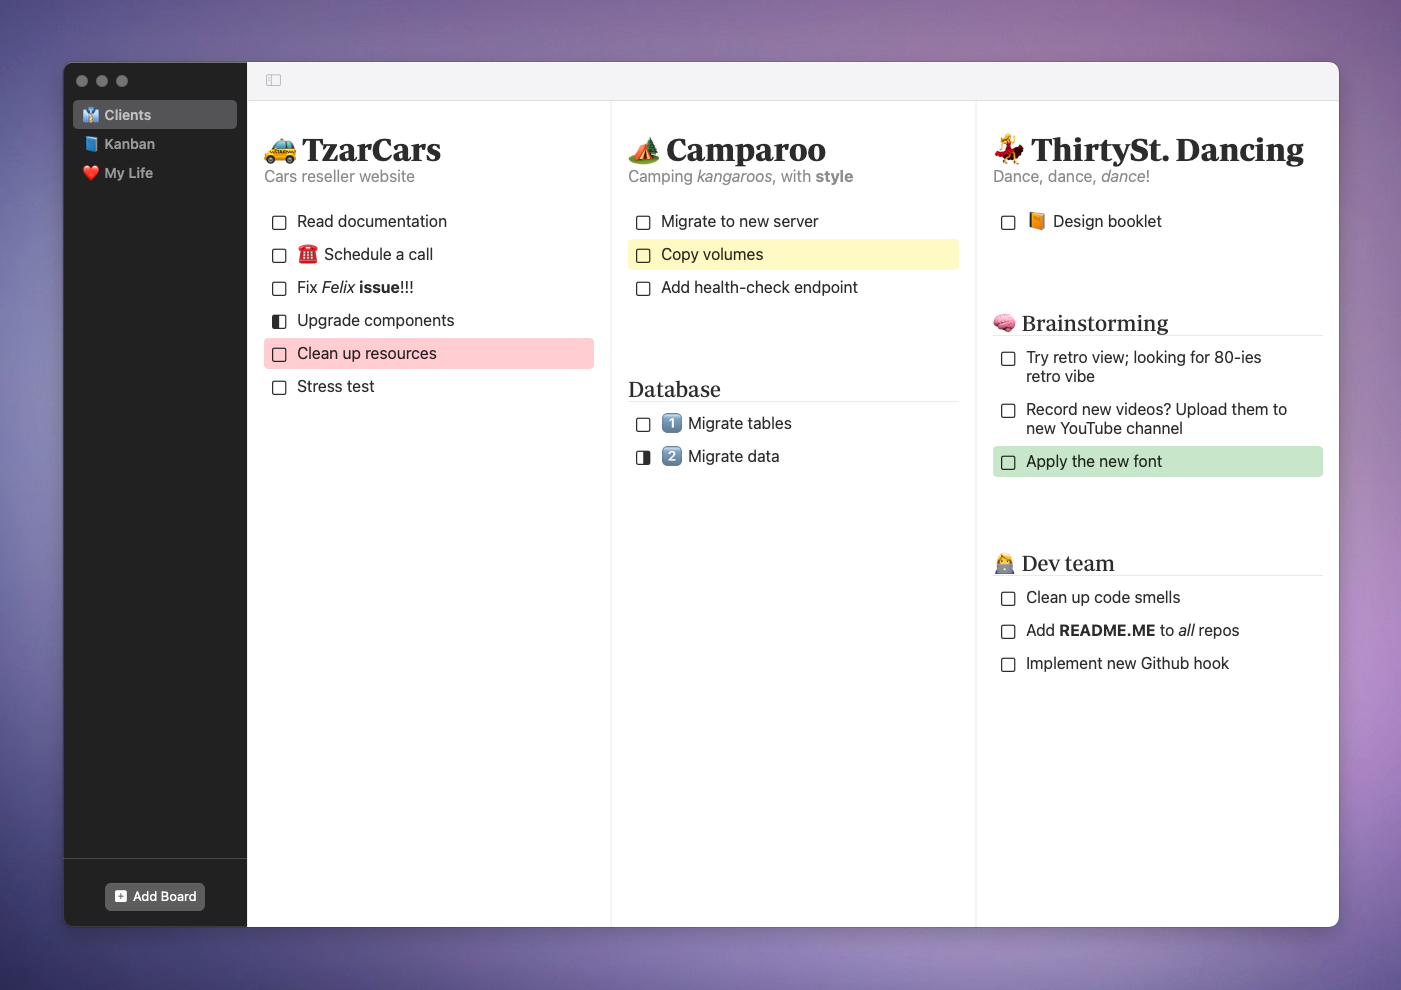 👔 Clients
📘 Kanban
❤️ My Life
Add Board
🚕 TzarCars
Cars reseller website
Read documentation
☎️ Schedule a call
Fix Felix issue!!!
Upgrade components
Clean up resources
Stress test
🏕️ Camparoo
Camping kangaroos, with style
Migrate to new server
Copy volumes
Add health-check endpoint
Database
1️⃣ Migrate tables
2️⃣ Migrate data
💃 ThirtySt. Dancing
Dance, dance, dance!
📙 Design booklet
🧠 Brainstorming
Try retro view; looking for 80-ies
retro vibe
Record new videos? Upload them to
new YouTube channel
Apply the new font
👩‍💻 Dev team
Clean up code smells
Add README.ME to all repos
Implement new Github hook